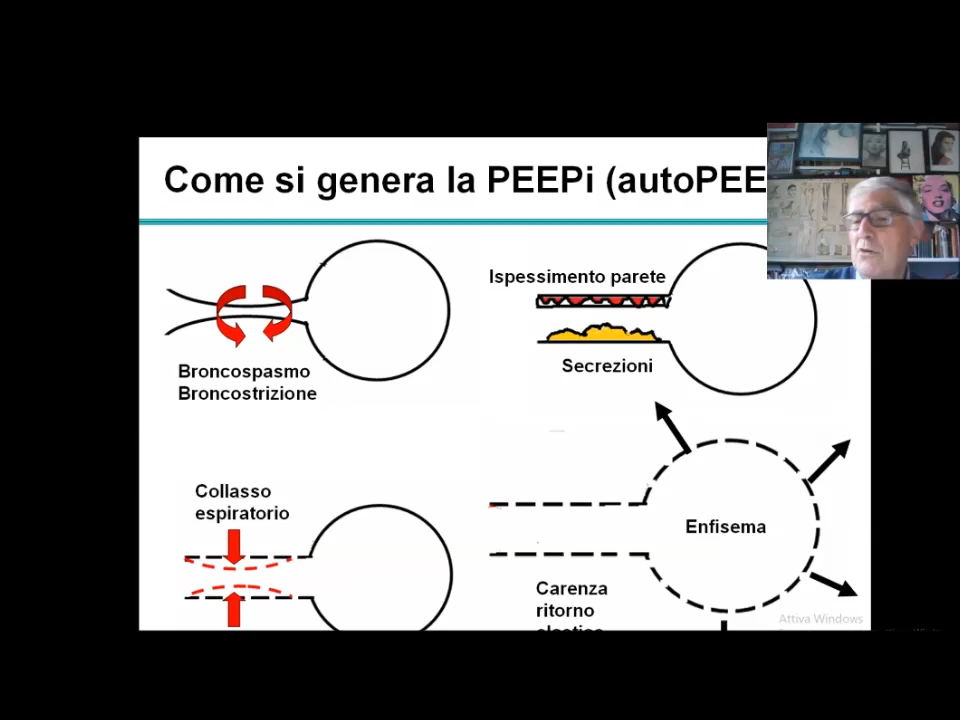 Come si genera la PEEPi (autoPEE
Ispessimento parete
Broncospasmo
Broncostrizione
Secrezioni
Collasso
espiratorio
Enfisema
Carenza
ritorno
Attiva Windows